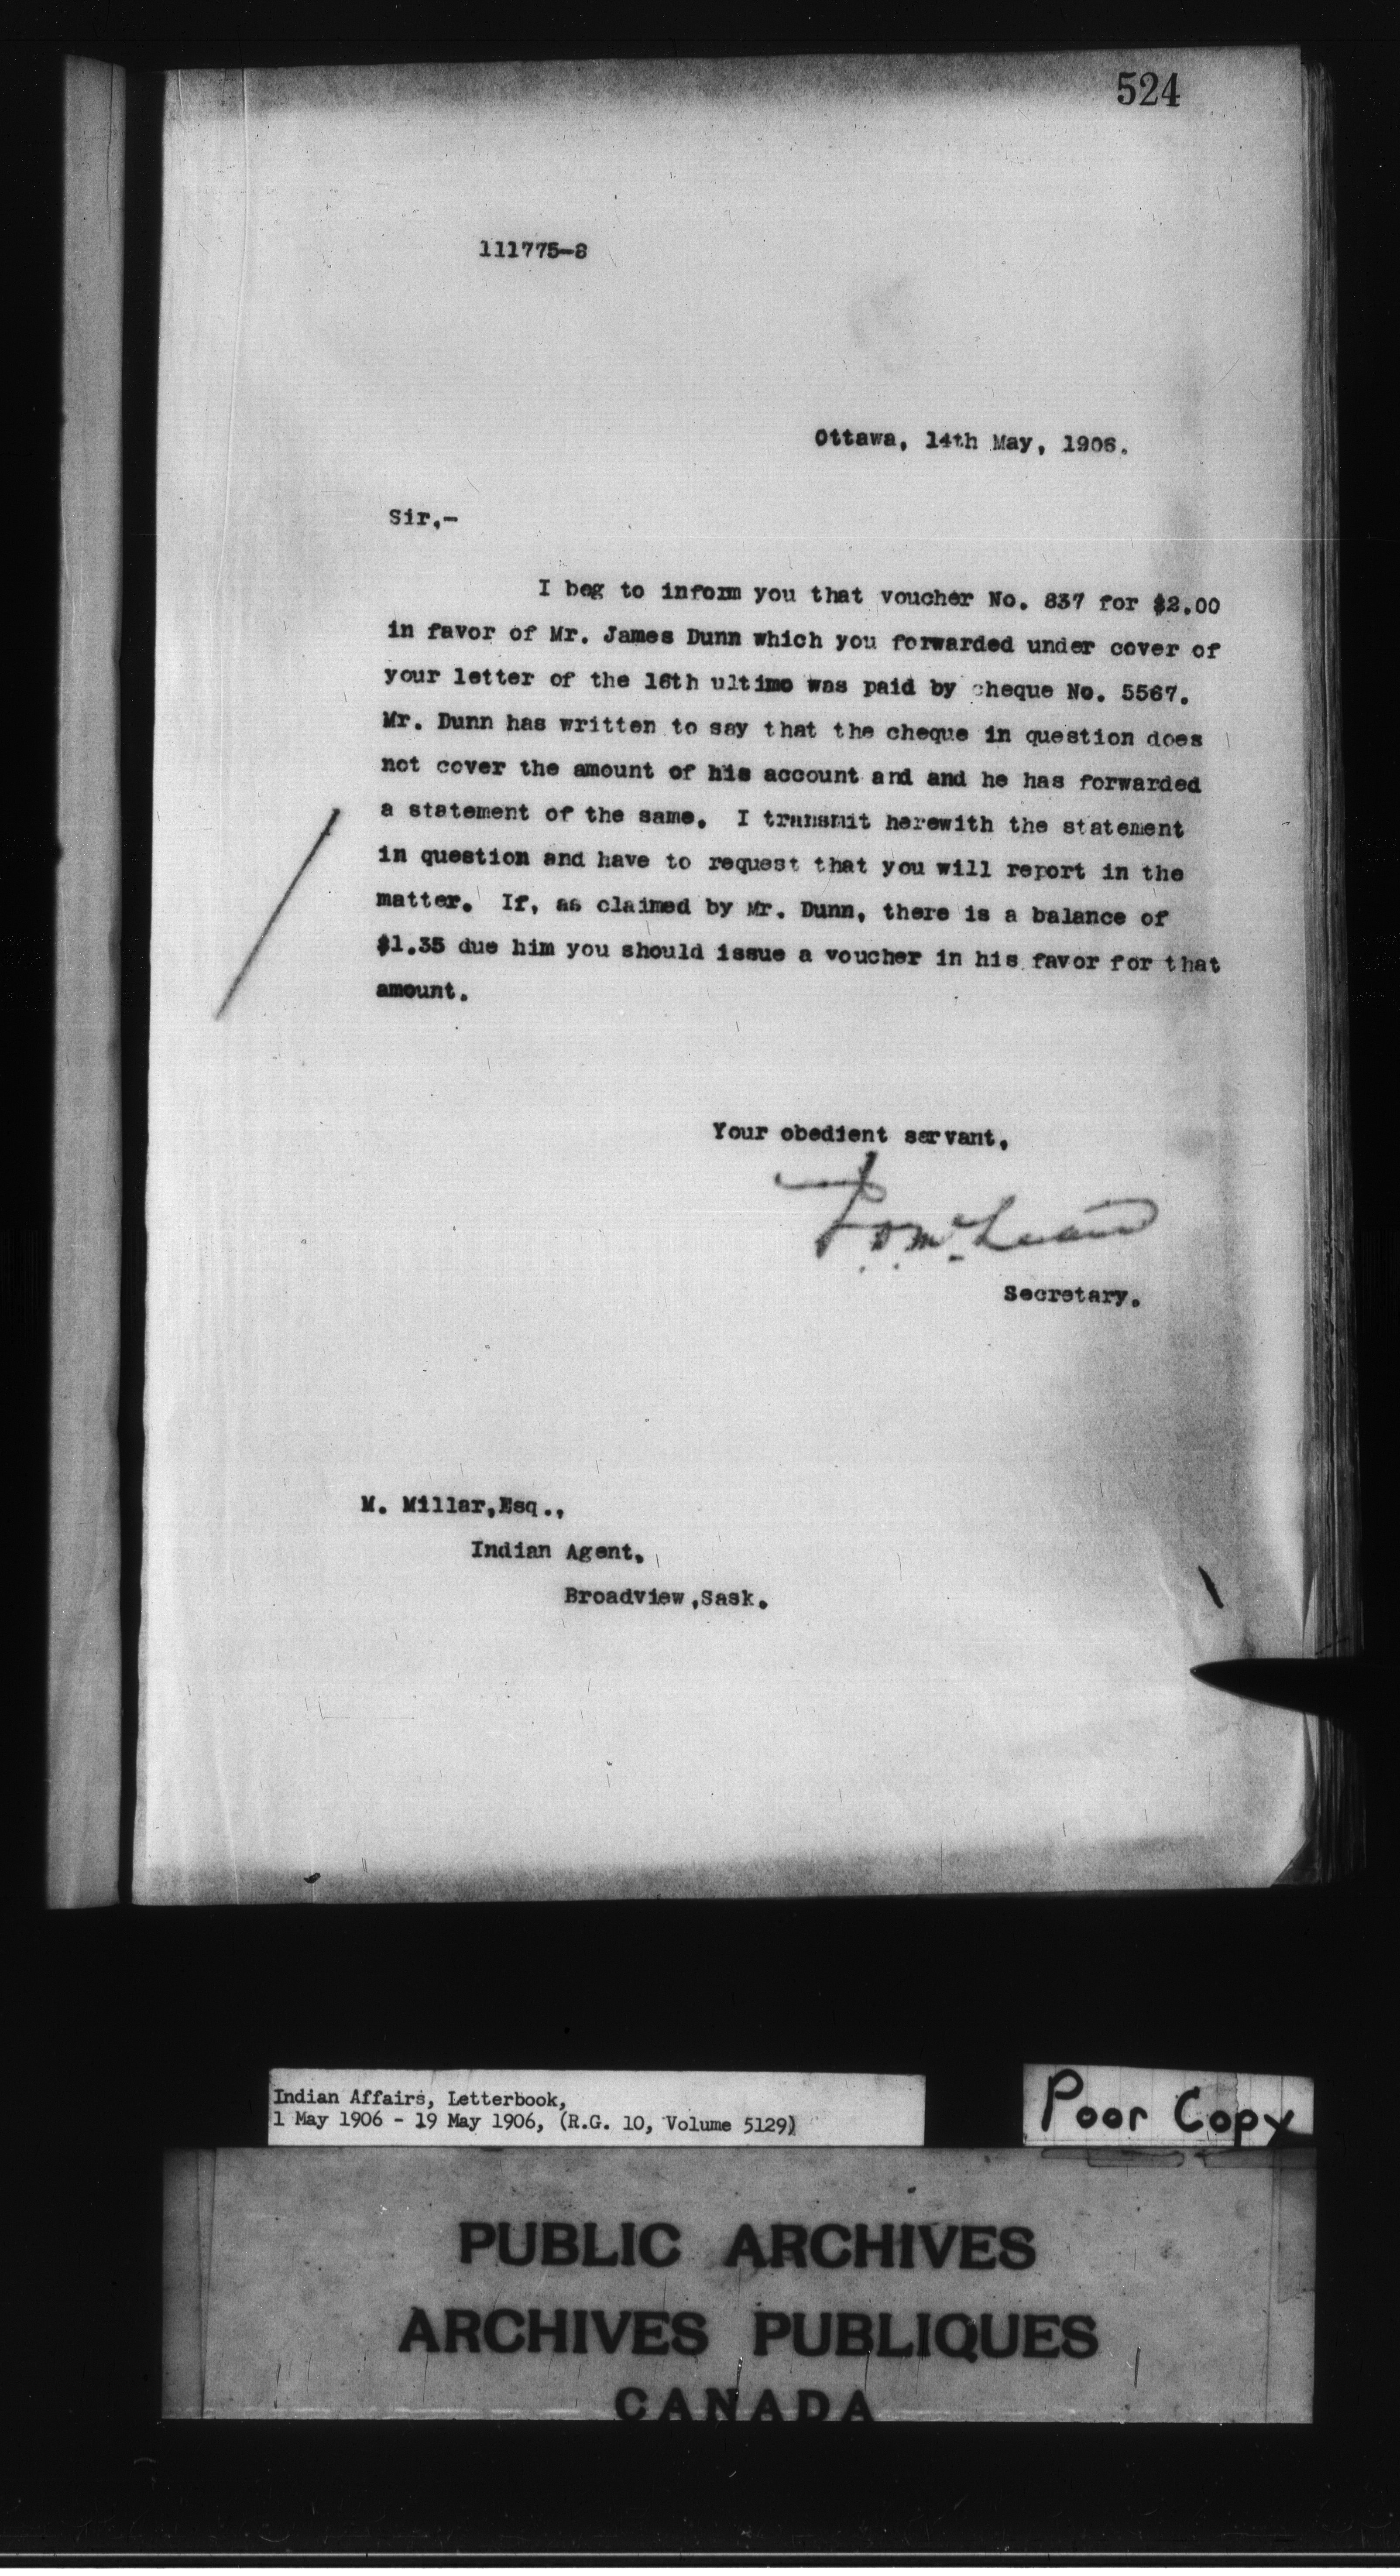 524
111775-8
Ottawa, 14th May, 1906.
Sir,-
I beg to inform you that voucher No. 837 for $2.00
in favor of Mr. James Dunn which you forwarded under cover of
your letter of the 16th ultimo was paid by cheque No. 5567.
Mr. Dunn has written to say that the cheque in question does
not cover the amount of his account and and he has forwarded
a statement of the same. I transmit herewith the statement
in question and have to request that you will report in the
matter. If, as claimed by Mr. Dunn, there is a balance of
$1.35 due him you should issue a voucher in his favor for that
amount.
Your obedient servant,
McLean
Secretary.
M. Millar,Esq.,
Indian Agent,
Broadview,Sask.
Indian Affairs, Letterbook,
1 May 1906 - 19 May 1906, (R.G. 10, Volume 5129)
Poor Copy
PUBLIC ARCHIVES
ARCHIVES PUBLIQUES
CANADA